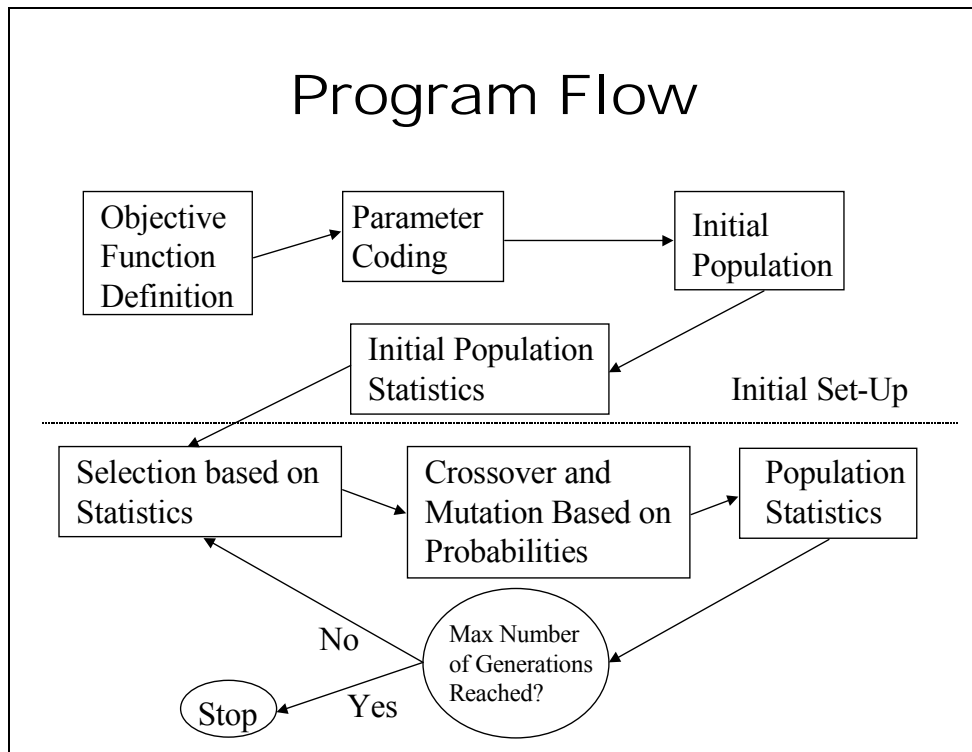 Program Flow
Objective
Function
Definition
Parameter
Coding
Initial
Population
Initial Population
Statistics
Initial Set-Up
Selection based on
Statistics
Crossover and
Mutation Based on
Probabilities
Population
Statistics
Max Number
of Generations
Reached?
No
Yes
Stop